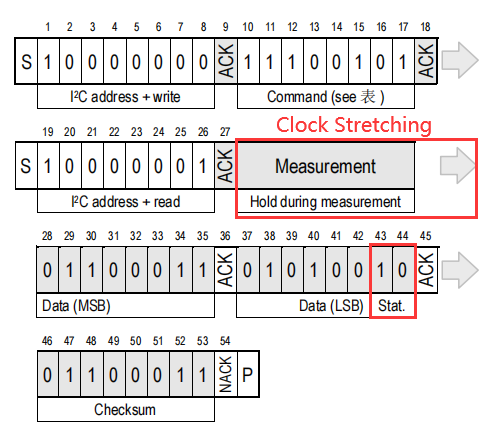 1 2 3 4 5 6 7 8 9 10 11 12 13 14 15 16 17 18
S 1 0 0 0 0 0 0 0 ACK 1 1 1 0 0 1 0 1 ACK
I²C address + write Command (see 表 )
Clock Stretching
19 20 21 22 23 24 25 26 27
S 1 0 0 0 0 0 0 1 ACK Measurement
I²C address + read Hold during measurement
28 29 30 31 32 33 34 35 36 37 38 39 40 41 42 43 44 45
0 1 1 0 0 0 1 1 ACK 0 1 0 1 0 0 1 0 ACK
Data (MSB) Data (LSB) Stat.
46 47 48 49 50 51 52 53 54
0 1 1 0 0 0 1 1 NACK P
Checksum